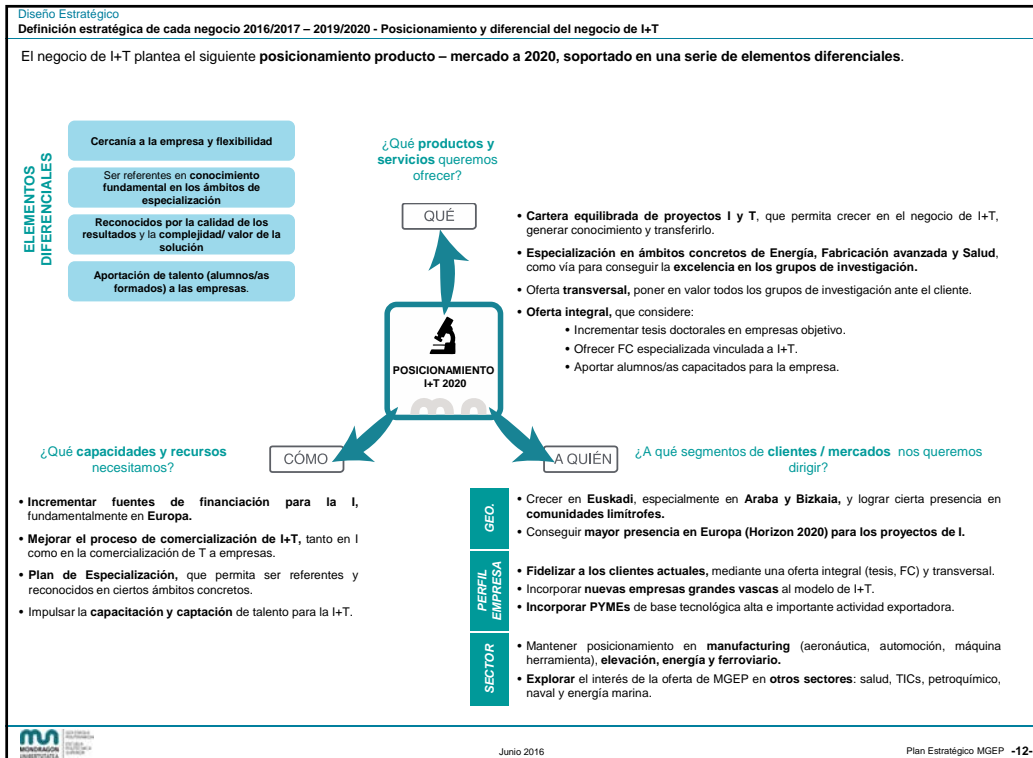 Diseño Estratégico
Definición estratégica de cada negocio 2016/2017 – 2019/2020 - Posicionamiento y diferencial del negocio de I+T
El negocio de I+T plantea el siguiente posicionamiento producto – mercado a 2020, soportado en una serie de elementos diferenciales.
ELEMENTOS
DIFERENCIALES
Cercanía a la empresa y flexibilidad
Ser referentes en conocimiento
fundamental en los ámbitos de
especialización
Reconocidos por la calidad de los
resultados y la complejidad/ valor de la
solución
Aportación de talento (alumnos/as
formados) a las empresas.
¿Qué productos y
servicios queremos
ofrecer?
QUÉ
• Cartera equilibrada de proyectos I y T, que permita crecer en el negocio de I+T,
generar conocimiento y transferirlo.
• Especialización en ámbitos concretos de Energía, Fabricación avanzada y Salud,
como vía para conseguir la excelencia en los grupos de investigación.
• Oferta transversal, poner en valor todos los grupos de investigación ante el cliente.
• Oferta integral, que considere:
• Incrementar tesis doctorales en empresas objetivo.
• Ofrecer FC especializada vinculada a I+T.
• Aportar alumnos/as capacitados para la empresa.
POSICIONAMIENTO
I+T 2020
¿Qué capacidades y recursos
necesitamos?
CÓMO
• Incrementar fuentes de financiación para la I,
fundamentalmente en Europa.
• Mejorar el proceso de comercialización de I+T, tanto en I
como en la comercialización de T a empresas.
• Plan de Especialización, que permita ser referentes y
reconocidos en ciertos ámbitos concretos.
• Impulsar la capacitación y captación de talento para la I+T.
A QUIÉN
¿A qué segmentos de clientes / mercados nos queremos
dirigir?
GEO.
• Crecer en Euskadi, especialmente en Araba y Bizkaia, y lograr cierta presencia en
comunidades limítrofes.
• Conseguir mayor presencia en Europa (Horizon 2020) para los proyectos de I.
PERFIL
EMPRESA
• Fidelizar a los clientes actuales, mediante una oferta integral (tesis, FC) y transversal.
• Incorporar nuevas empresas grandes vascas al modelo de I+T.
• Incorporar PYMEs de base tecnológica alta e importante actividad exportadora.
SECTOR
• Mantener posicionamiento en manufacturing (aeronáutica, automoción, máquina
herramienta), elevación, energía y ferroviario.
• Explorar el interés de la oferta de MGEP en otros sectores: salud, TICs, petroquímico,
naval y energía marina.
MONDRAGON
UNIBERTSITATEA
Junio 2016
Plan Estratégico MGEP -12-